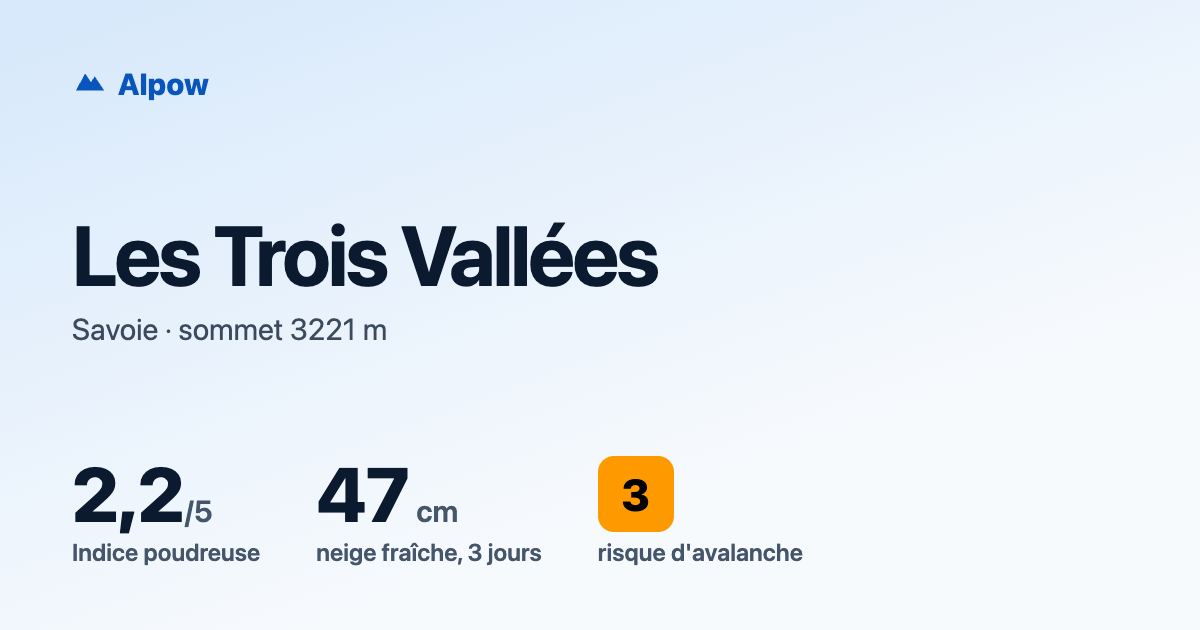 Alpow
Les Trois Vallées
Savoie · sommet 3221 m
2,2/5
Indice poudreuse
47 cm
neige fraîche, 3 jours
3
risque d'avalanche